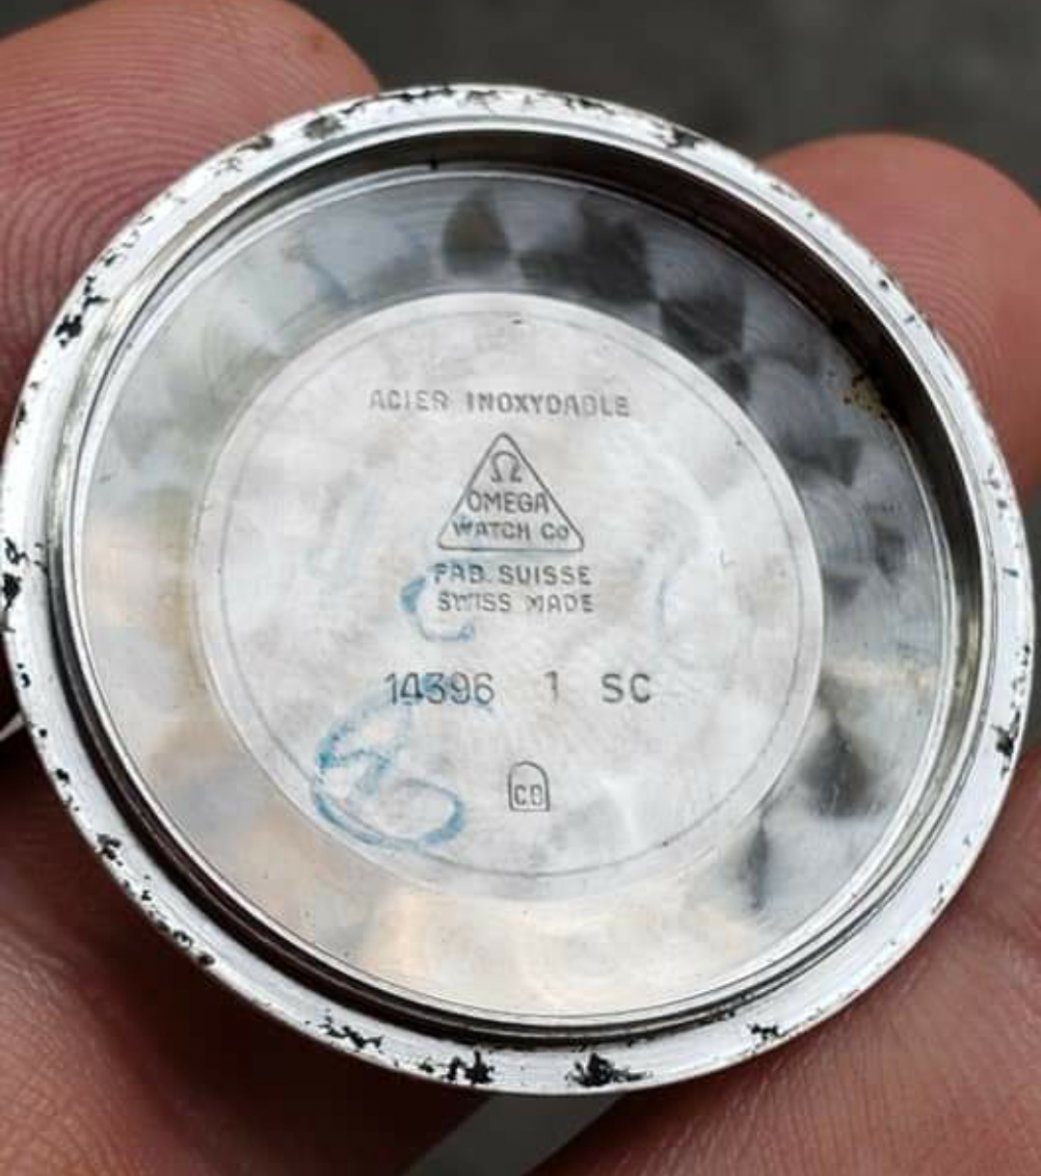 ACIER INOXYDABLE
Ω
OMEGA
WATCH Co
FAB. SUISSE
SWISS MADE
14396 1 SC
CB